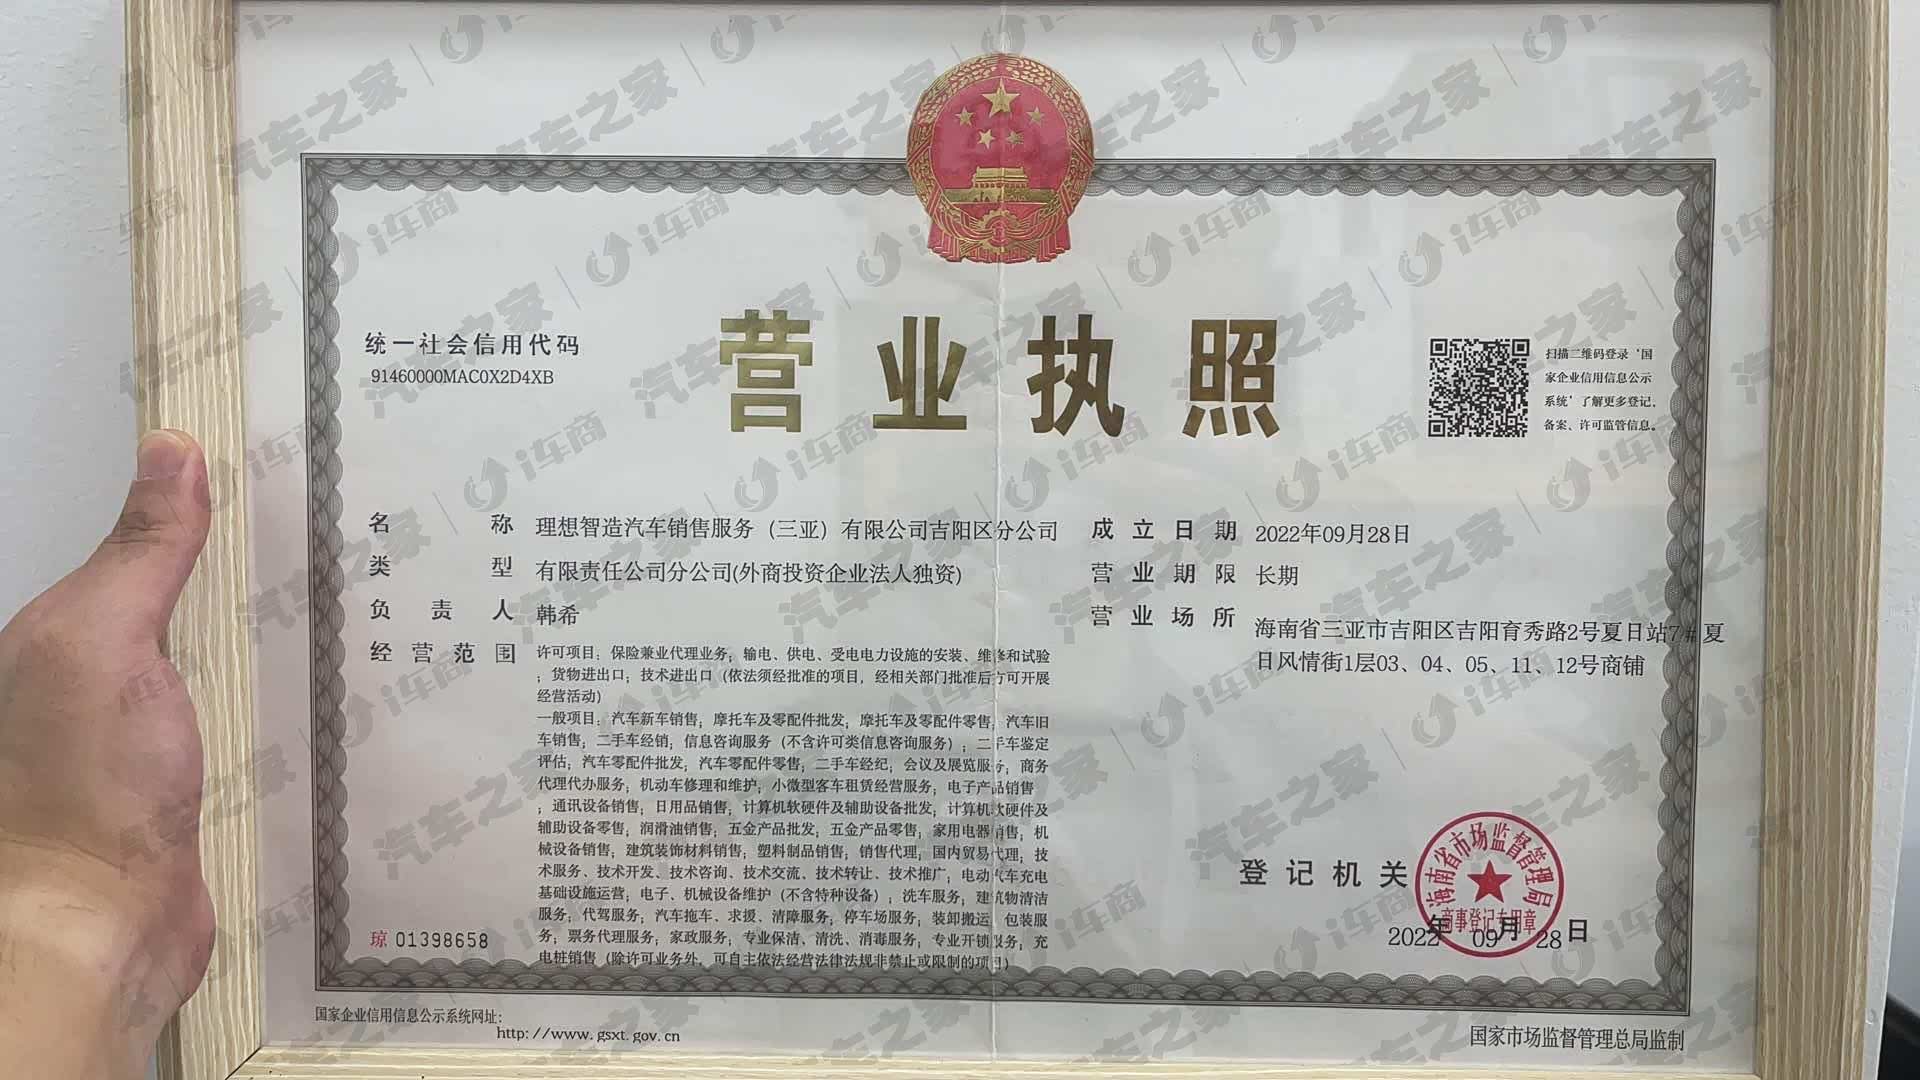 营业执照
统一社会信用代码
91460000MAC0X2D4XB
扫描二维码登录‘国
家企业信用信息公示
系统’了解更多登记、
备案、许可监管信息。
名称 理想智造汽车销售服务（三亚）有限公司吉阳区分公司
类型 有限责任公司分公司(外商投资企业法人独资)
负责人 韩希
经营范围 许可项目：保险兼业代理业务；输电、供电、受电电力设施的安装、维修和试验
；货物进出口；技术进出口（依法须经批准的项目，经相关部门批准后方可开展
经营活动）
一般项目：汽车新车销售；摩托车及零配件批发；摩托车及零配件零售；汽车旧
车销售；二手车经销；信息咨询服务（不含许可类信息咨询服务）；二手车鉴定
评估；汽车零配件批发；汽车零配件零售；二手车经纪；会议及展览服务；商务
代理代办服务；机动车修理和维护；小微型客车租赁经营服务；电子产品销售
；通讯设备销售；日用品销售；计算机软硬件及辅助设备批发；计算机软硬件及
辅助设备零售；润滑油销售；五金产品批发；五金产品零售；家用电器销售；机
械设备销售；建筑装饰材料销售；塑料制品销售；销售代理；国内贸易代理；技
术服务、技术开发、技术咨询、技术交流、技术转让、技术推广；电动汽车充电
基础设施运营；电子、机械设备维护（不含特种设备）；洗车服务；建筑物清洁
服务；代驾服务；汽车拖车、求援、清障服务；停车场服务；装卸搬运；包装服
务；票务代理服务；家政服务；专业保洁、清洗、消毒服务；专业开锁服务；充
电桩销售（除许可业务外，可自主依法经营法律法规非禁止或限制的项目）
成立日期 2022年09月28日
营业期限 长期
营业场所 海南省三亚市吉阳区吉阳育秀路2号夏日站7#夏
日风情街1层03、04、05、11、12号商铺
登记机关
海南省市场监督管理局
商事登记专用章
2022年09月28日
琼 01398658
国家企业信用信息公示系统网址：
http://www.gsxt.gov.cn
国家市场监督管理总局监制
汽车之家 | i车商